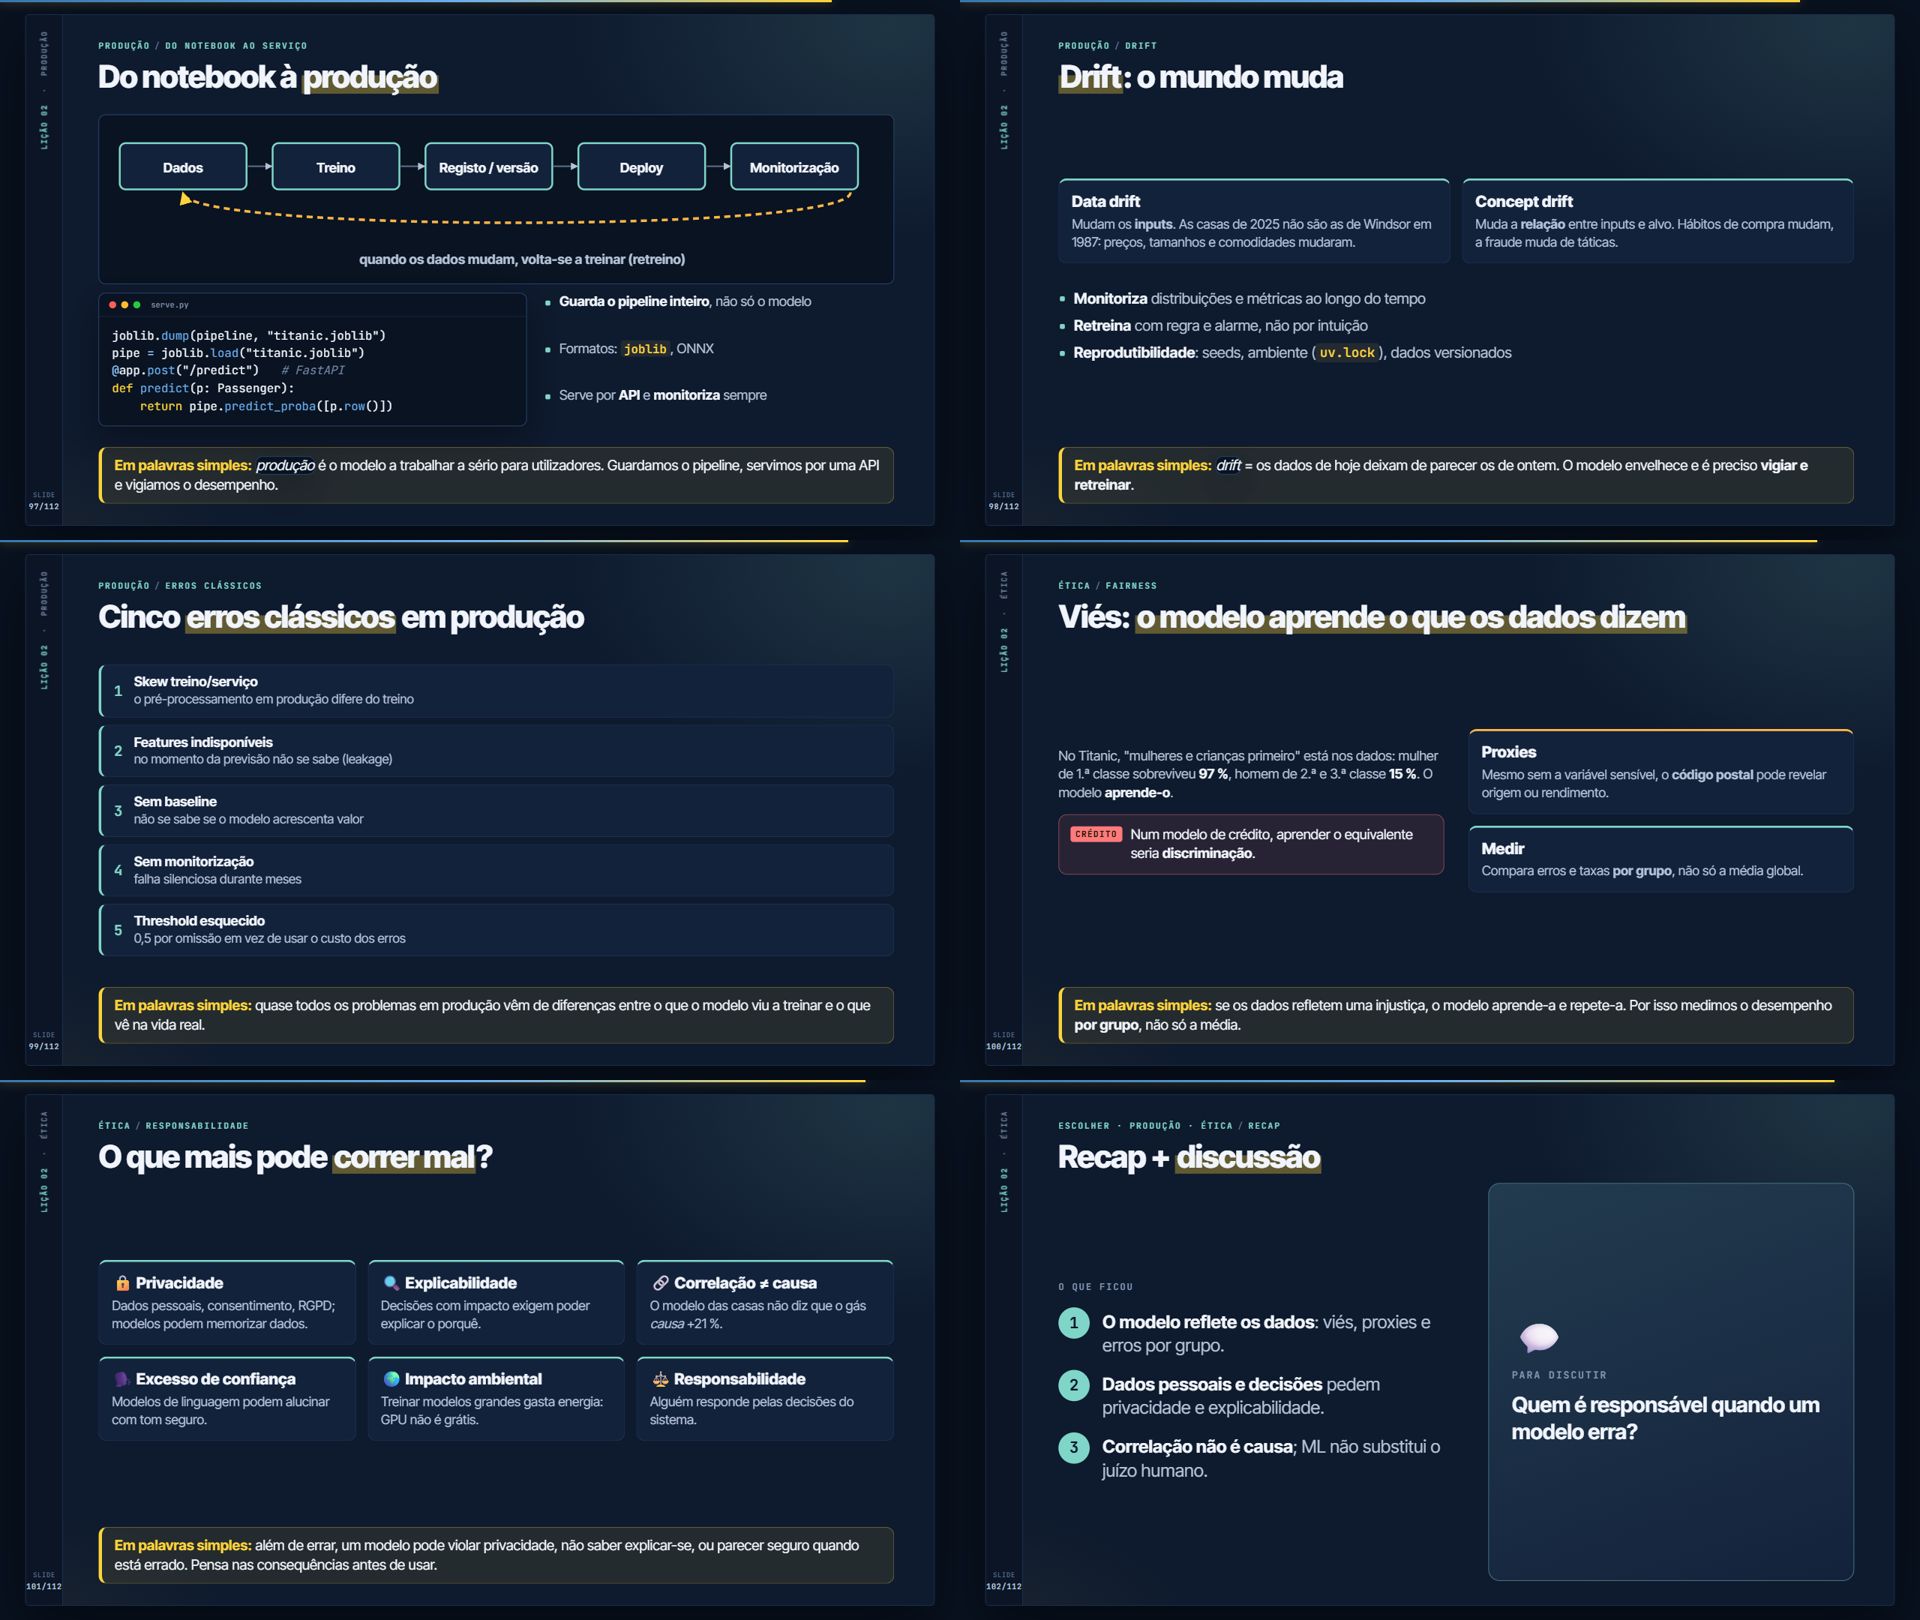 LIÇÃO 02 · PRODUÇÃO
PRODUÇÃO / DO NOTEBOOK AO SERVIÇO
Do notebook à produção
Dados
Treino
Registo / versão
Deploy
Monitorização
quando os dados mudam, volta-se a treinar (retreino)
serve.py
joblib.dump(pipeline, "titanic.joblib")
pipe = joblib.load("titanic.joblib")
@app.post("/predict")   # FastAPI
def predict(p: Passenger):
    return pipe.predict_proba([p.row()])
Guarda o pipeline inteiro, não só o modelo
Formatos: joblib, ONNX
Serve por API e monitoriza sempre
Em palavras simples: produção é o modelo a trabalhar a sério para utilizadores. Guardamos o pipeline, servimos por uma API
e vigiamos o desempenho.
SLIDE
97/112
LIÇÃO 02 · PRODUÇÃO
PRODUÇÃO / DRIFT
Drift: o mundo muda
Data drift
Mudam os inputs. As casas de 2025 não são as de Windsor em
1987: preços, tamanhos e comodidades mudaram.
Concept drift
Muda a relação entre inputs e alvo. Hábitos de compra mudam,
a fraude muda de táticas.
Monitoriza distribuições e métricas ao longo do tempo
Retreina com regra e alarme, não por intuição
Reprodutibilidade: seeds, ambiente (uv.lock), dados versionados
Em palavras simples: drift = os dados de hoje deixam de parecer os de ontem. O modelo envelhece e é preciso vigiar e
retreinar.
SLIDE
98/112
LIÇÃO 02 · PRODUÇÃO
PRODUÇÃO / ERROS CLÁSSICOS
Cinco erros clássicos em produção
1
Skew treino/serviço
o pré-processamento em produção difere do treino
2
Features indisponíveis
no momento da previsão não se sabe (leakage)
3
Sem baseline
não se sabe se o modelo acrescenta valor
4
Sem monitorização
falha silenciosa durante meses
5
Threshold esquecido
0,5 por omissão em vez de usar o custo dos erros
Em palavras simples: quase todos os problemas em produção vêm de diferenças entre o que o modelo viu a treinar e o que
vê na vida real.
SLIDE
99/112
LIÇÃO 02 · ÉTICA
ÉTICA / FAIRNESS
Viés: o modelo aprende o que os dados dizem
No Titanic, "mulheres e crianças primeiro" está nos dados: mulher
de 1.ª classe sobreviveu 97 %, homem de 2.ª e 3.ª classe 15 %. O
modelo aprende-o.
CRÉDITO
Num modelo de crédito, aprender o equivalente
seria discriminação.
Proxies
Mesmo sem a variável sensível, o código postal pode revelar
origem ou rendimento.
Medir
Compara erros e taxas por grupo, não só a média global.
Em palavras simples: se os dados refletem uma injustiça, o modelo aprende-a e repete-a. Por isso medimos o desempenho
por grupo, não só a média.
SLIDE
100/112
LIÇÃO 02 · ÉTICA
ÉTICA / RESPONSABILIDADE
O que mais pode correr mal?
Privacidade
Dados pessoais, consentimento, RGPD;
modelos podem memorizar dados.
Explicabilidade
Decisões com impacto exigem poder
explicar o porquê.
Correlação ≠ causa
O modelo das casas não diz que o gás
causa +21 %.
Excesso de confiança
Modelos de linguagem podem alucinar
com tom seguro.
Impacto ambiental
Treinar modelos grandes gasta energia:
GPU não é grátis.
Responsabilidade
Alguém responde pelas decisões do
sistema.
Em palavras simples: além de errar, um modelo pode violar privacidade, não saber explicar-se, ou parecer seguro quando
está errado. Pensa nas consequências antes de usar.
SLIDE
101/112
LIÇÃO 02 · ÉTICA
ESCOLHER · PRODUÇÃO · ÉTICA / RECAP
Recap + discussão
O QUE FICOU
1
O modelo reflete os dados: viés, proxies e
erros por grupo.
2
Dados pessoais e decisões pedem
privacidade e explicabilidade.
3
Correlação não é causa; ML não substitui o
juízo humano.
PARA DISCUTIR
Quem é responsável quando um
modelo erra?
SLIDE
102/112